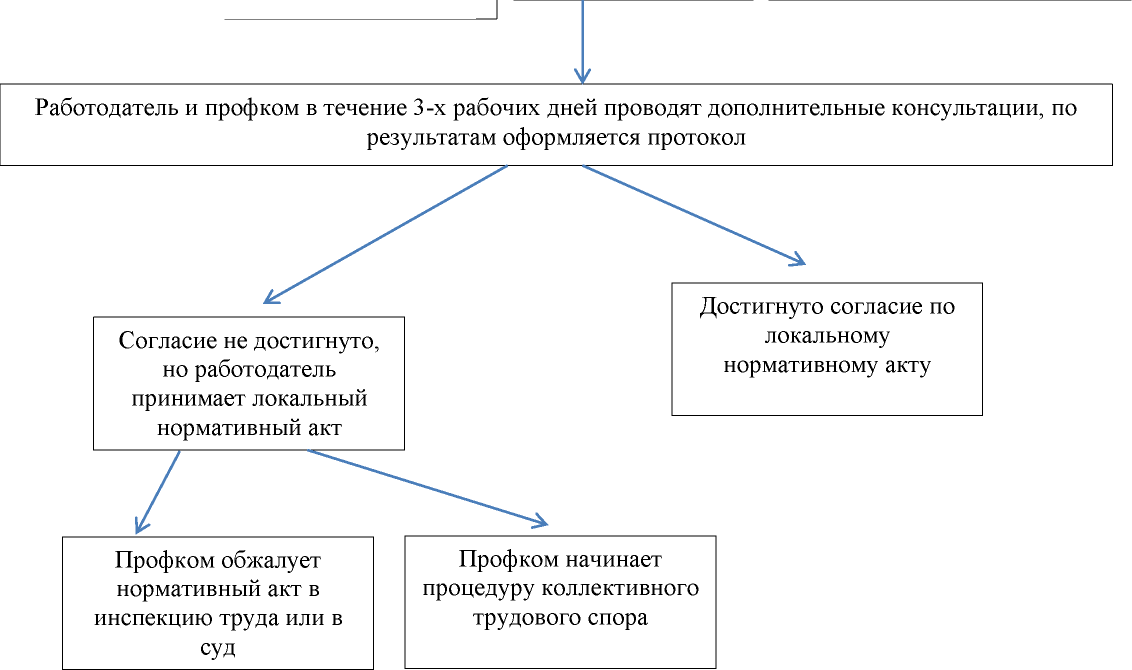 Работодатель и профком в течение 3-х рабочих дней проводят дополнительные консультации, по
результатам оформляется протокол
Достигнуто согласие по
локальному
нормативному акту
Согласие не достигнуто,
но работодатель
принимает локальный
нормативный акт
Профком обжалует
нормативный акт в
инспекцию труда или в
суд
Профком начинает
процедуру коллективного
трудового спора